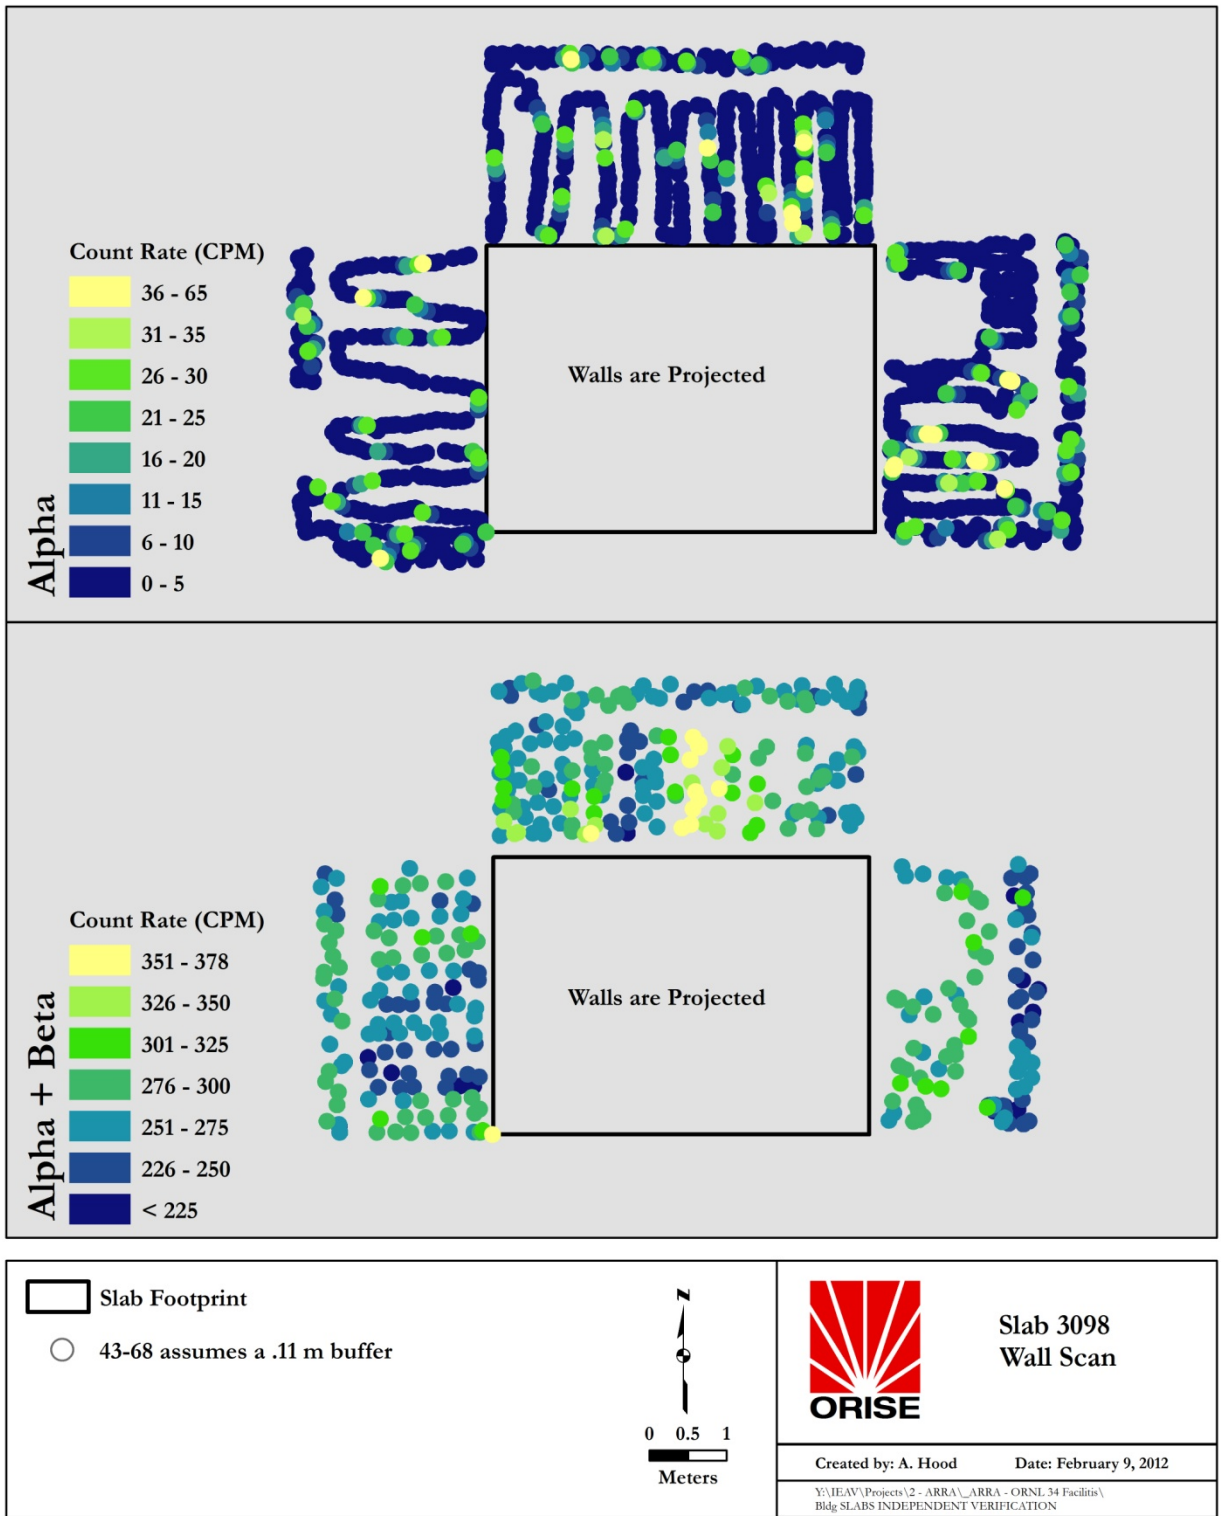 Count Rate (CPM)
36 - 65
31 - 35
26 - 30
21 - 25
16 - 20
11 - 15
6 - 10
0 - 5
Alpha
Walls are Projected
Count Rate (CPM)
351 - 378
326 - 350
301 - 325
276 - 300
251 - 275
226 - 250
< 225
Alpha + Beta
Walls are Projected
Slab Footprint
43-68 assumes a .11 m buffer
N
0 0.5 1
Meters
ORISE
Slab 3098
Wall Scan
Created by: A. Hood Date: February 9, 2012
Y:\IEAV\Projects\2 - ARRA\_ARRA - ORNL 34 Facilitis\
Bldg SLABS INDEPENDENT VERIFICATION